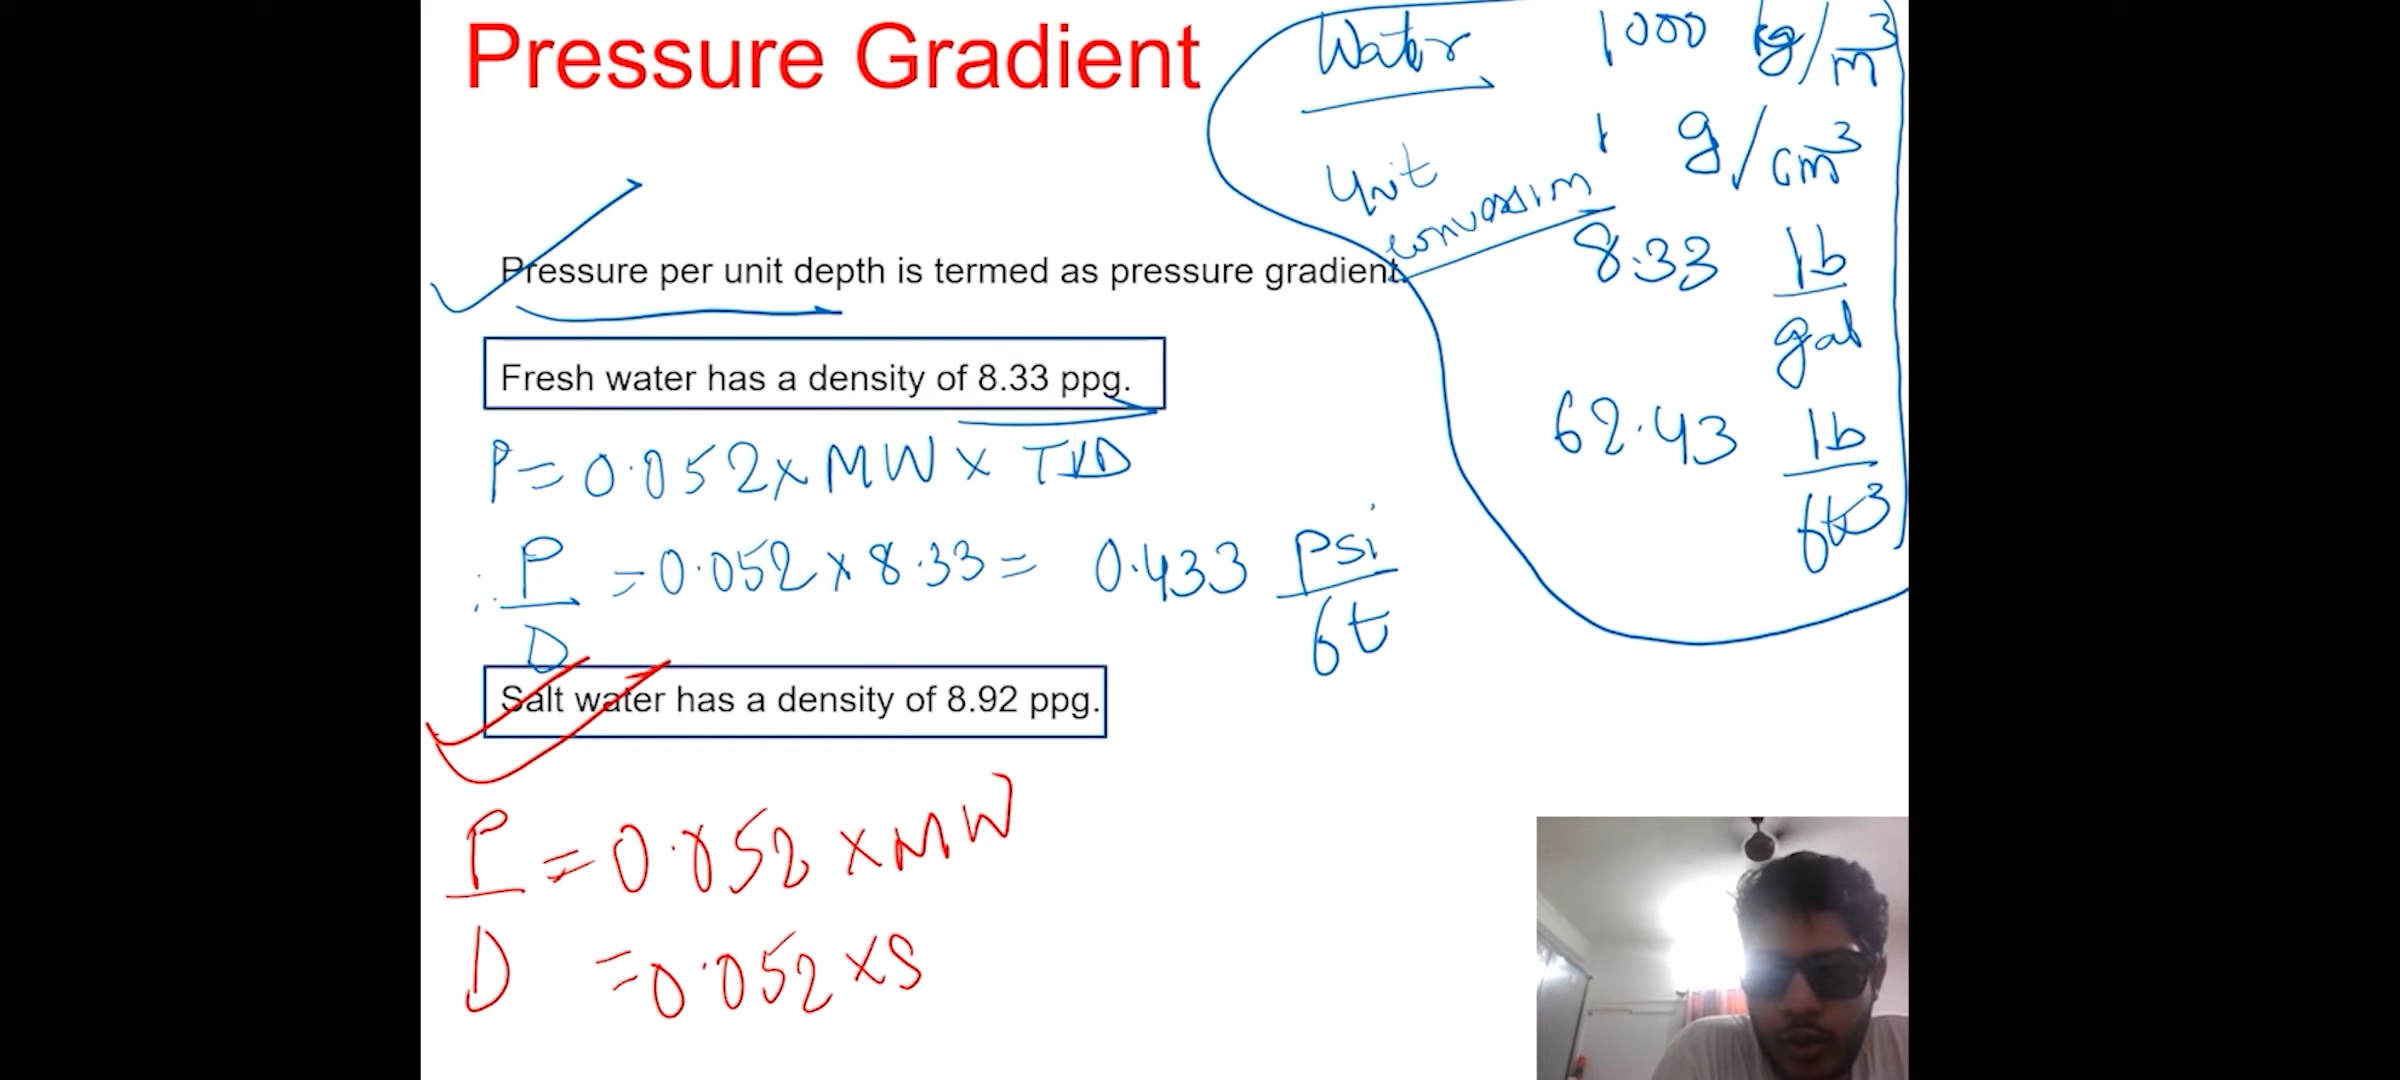 Pressure Gradient
Water 1000 kg/m³
1 g/cm³
Unit
conversim
8.33 lb/gal
Pressure per unit depth is termed as pressure gradient.
Fresh water has a density of 8.33 ppg.
62.43 lb/ft³
P = 0.052 x MW x TVD
∴ P/D = 0.052 x 8.33 = 0.433 psi/ft
Salt water has a density of 8.92 ppg.
P/D = 0.052 x MW
= 0.052 x 8